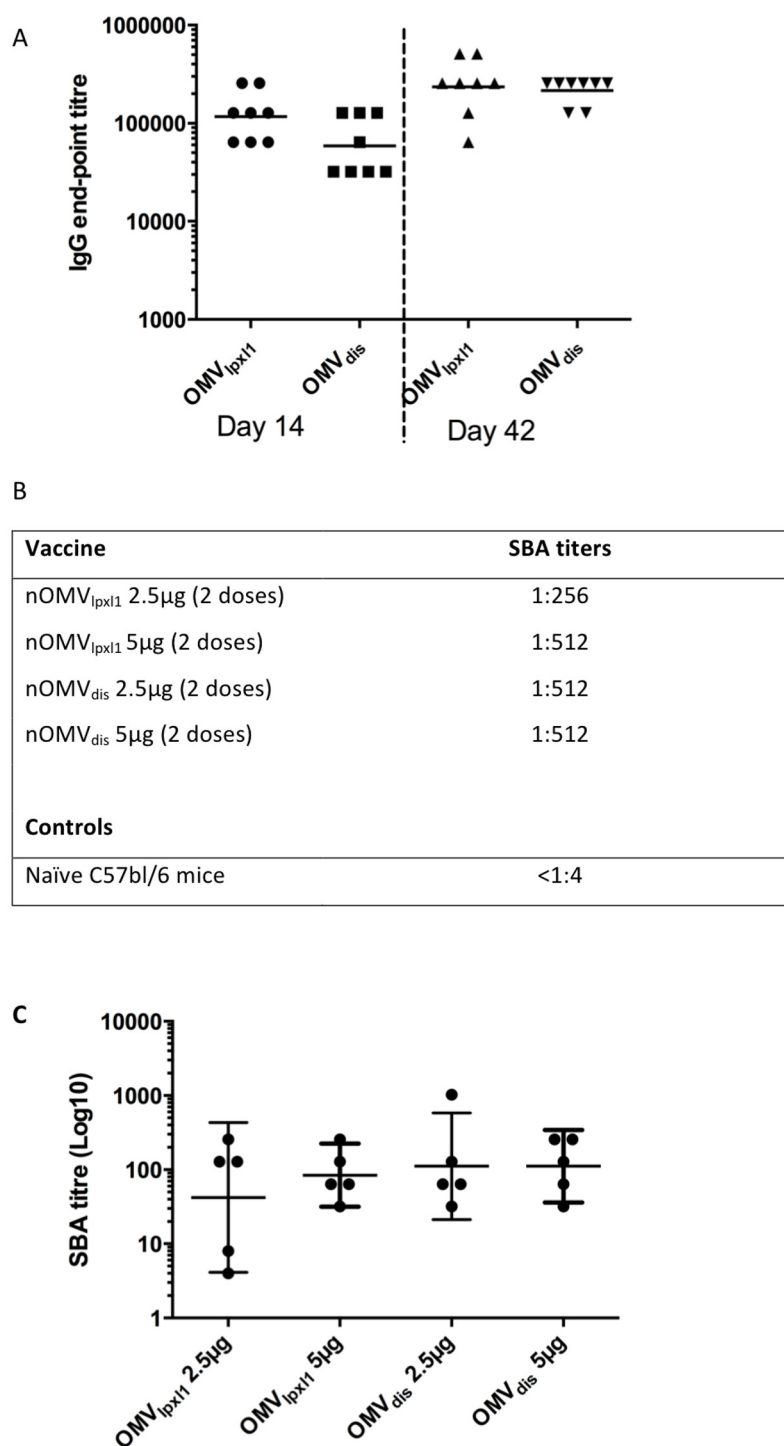 A
IgG end-point titre
1000000
100000
10000
1000
OMVlpxl1
OMVdis
OMVlpxl1
OMVdis
Day 14
Day 42
B
Vaccine SBA titers
nOMVlpxl1 2.5µg (2 doses) 1:256
nOMVlpxl1 5µg (2 doses) 1:512
nOMVdis 2.5µg (2 doses) 1:512
nOMVdis 5µg (2 doses) 1:512
Controls
Naïve C57bl/6 mice <1:4
C
SBA titre (Log10)
10000
1000
100
10
1
OMVlpxl1 2.5µg
OMVlpxl1 5µg
OMVdis 2.5µg
OMVdis 5µg